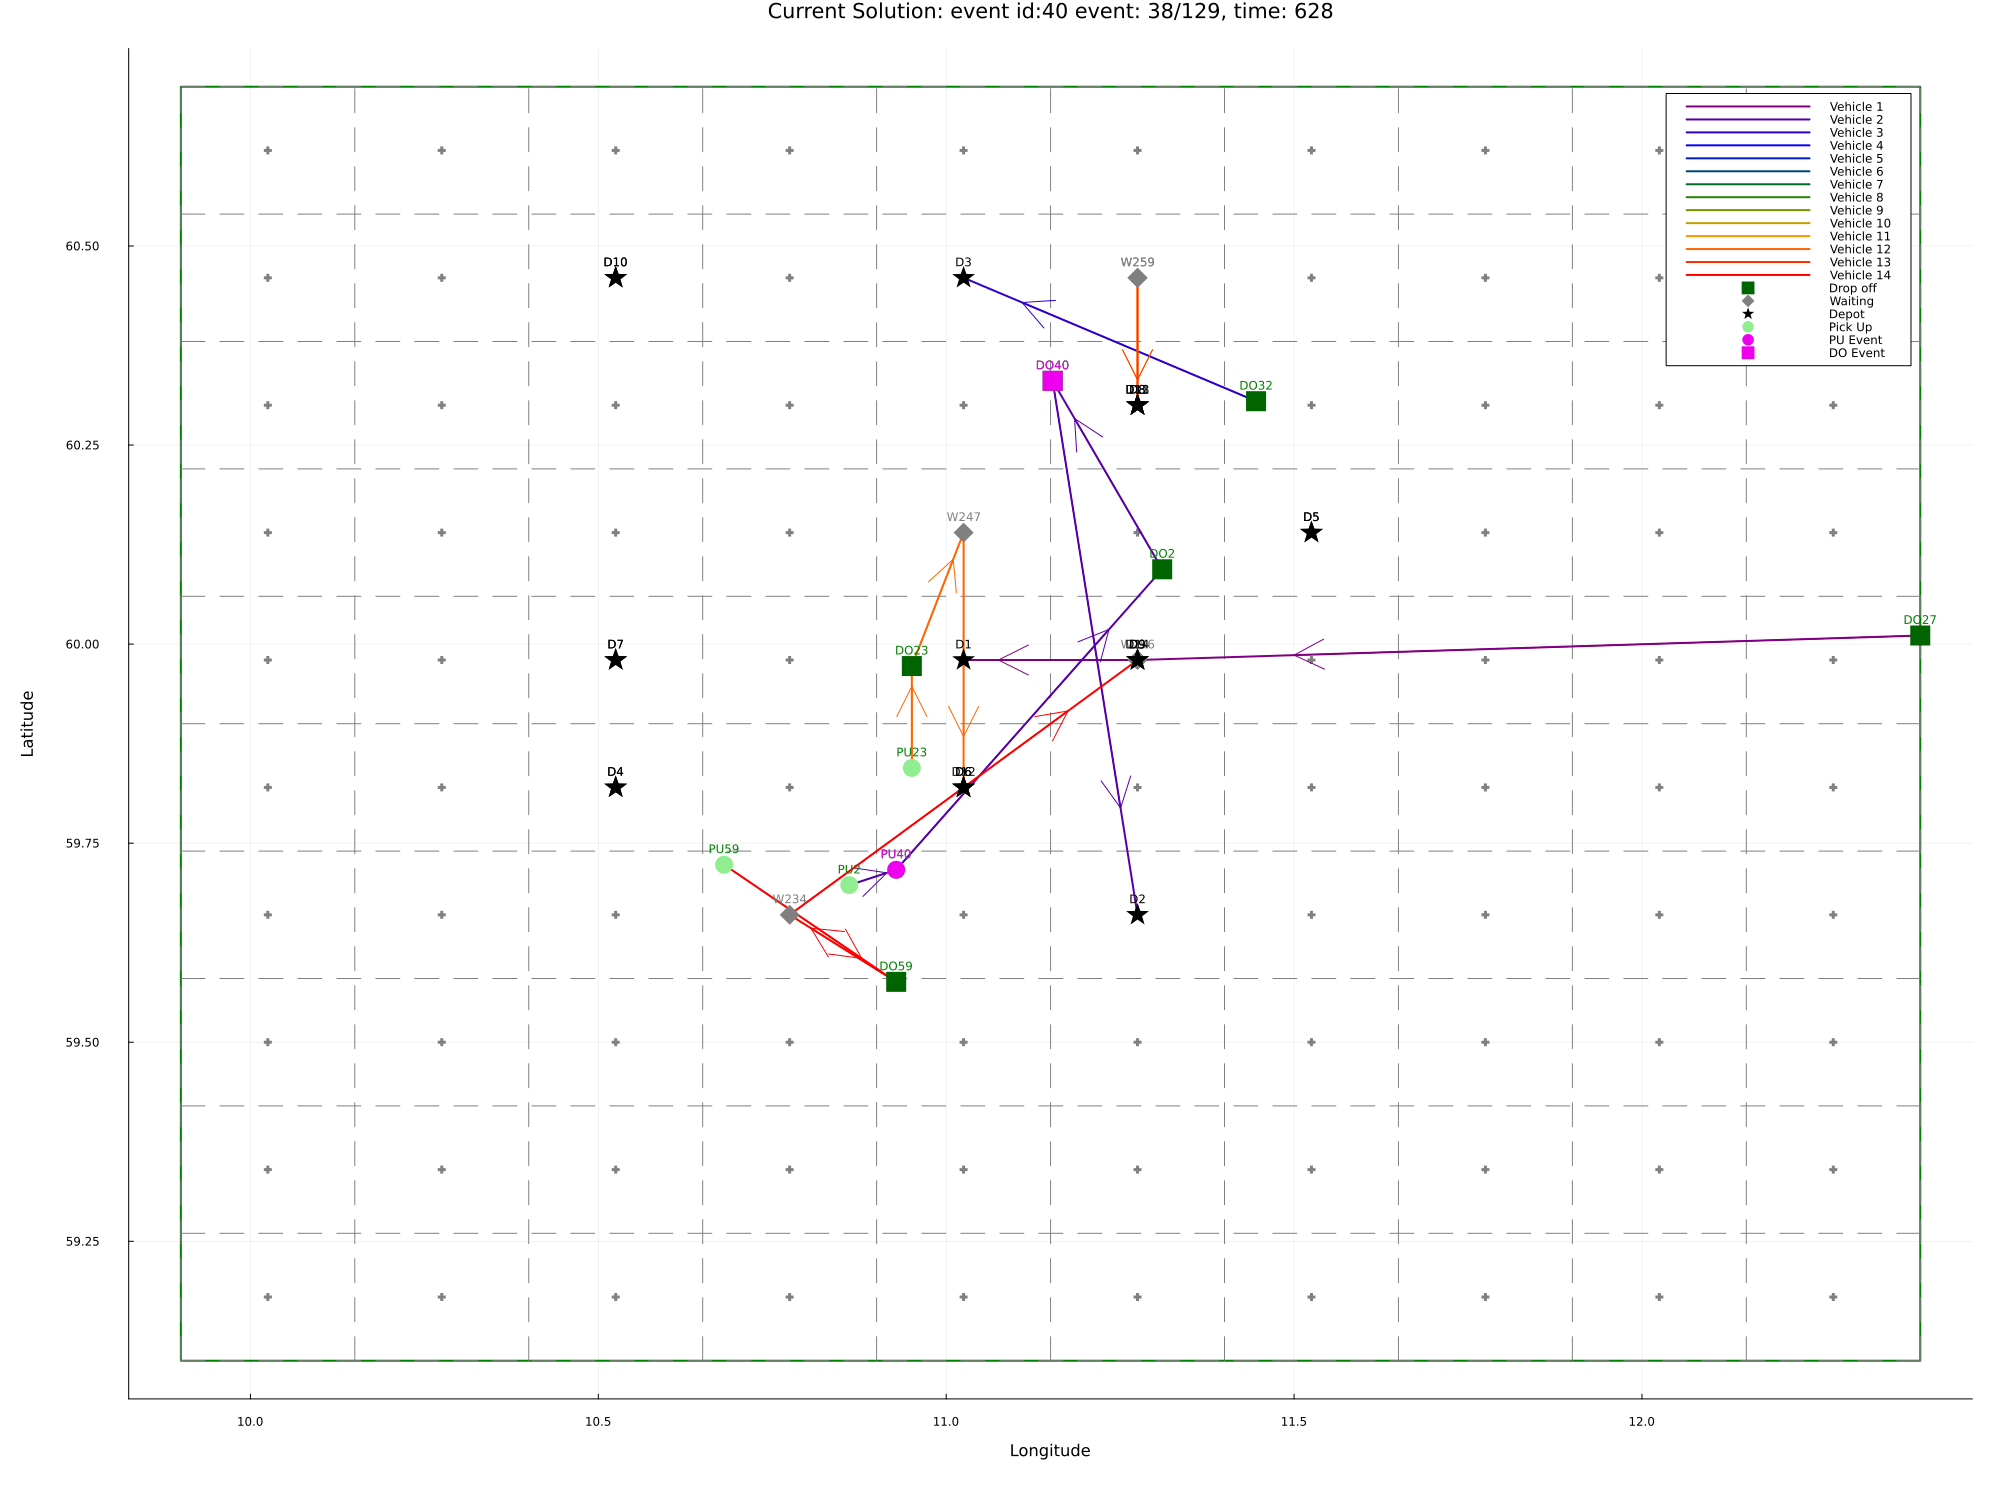 Current Solution: event id:40 event: 38/129, time: 628
Vehicle 1
Vehicle 2
Vehicle 3
Vehicle 4
Vehicle 5
Vehicle 6
Vehicle 7
Vehicle 8
Vehicle 9
Vehicle 10
Vehicle 11
Vehicle 12
Vehicle 13
Vehicle 14
Drop off
Waiting
Depot
Pick Up
PU Event
DO Event
60.50
D10
D3
W259
DO40
DO32
60.25
W247
D5
DO2
60.00
DO27
D7
DO23
D1
PU23
D4
59.75
PU59
PU2
PU40
W234
D2
DO59
59.50
59.25
Latitude
10.0
10.5
11.0
11.5
12.0
Longitude